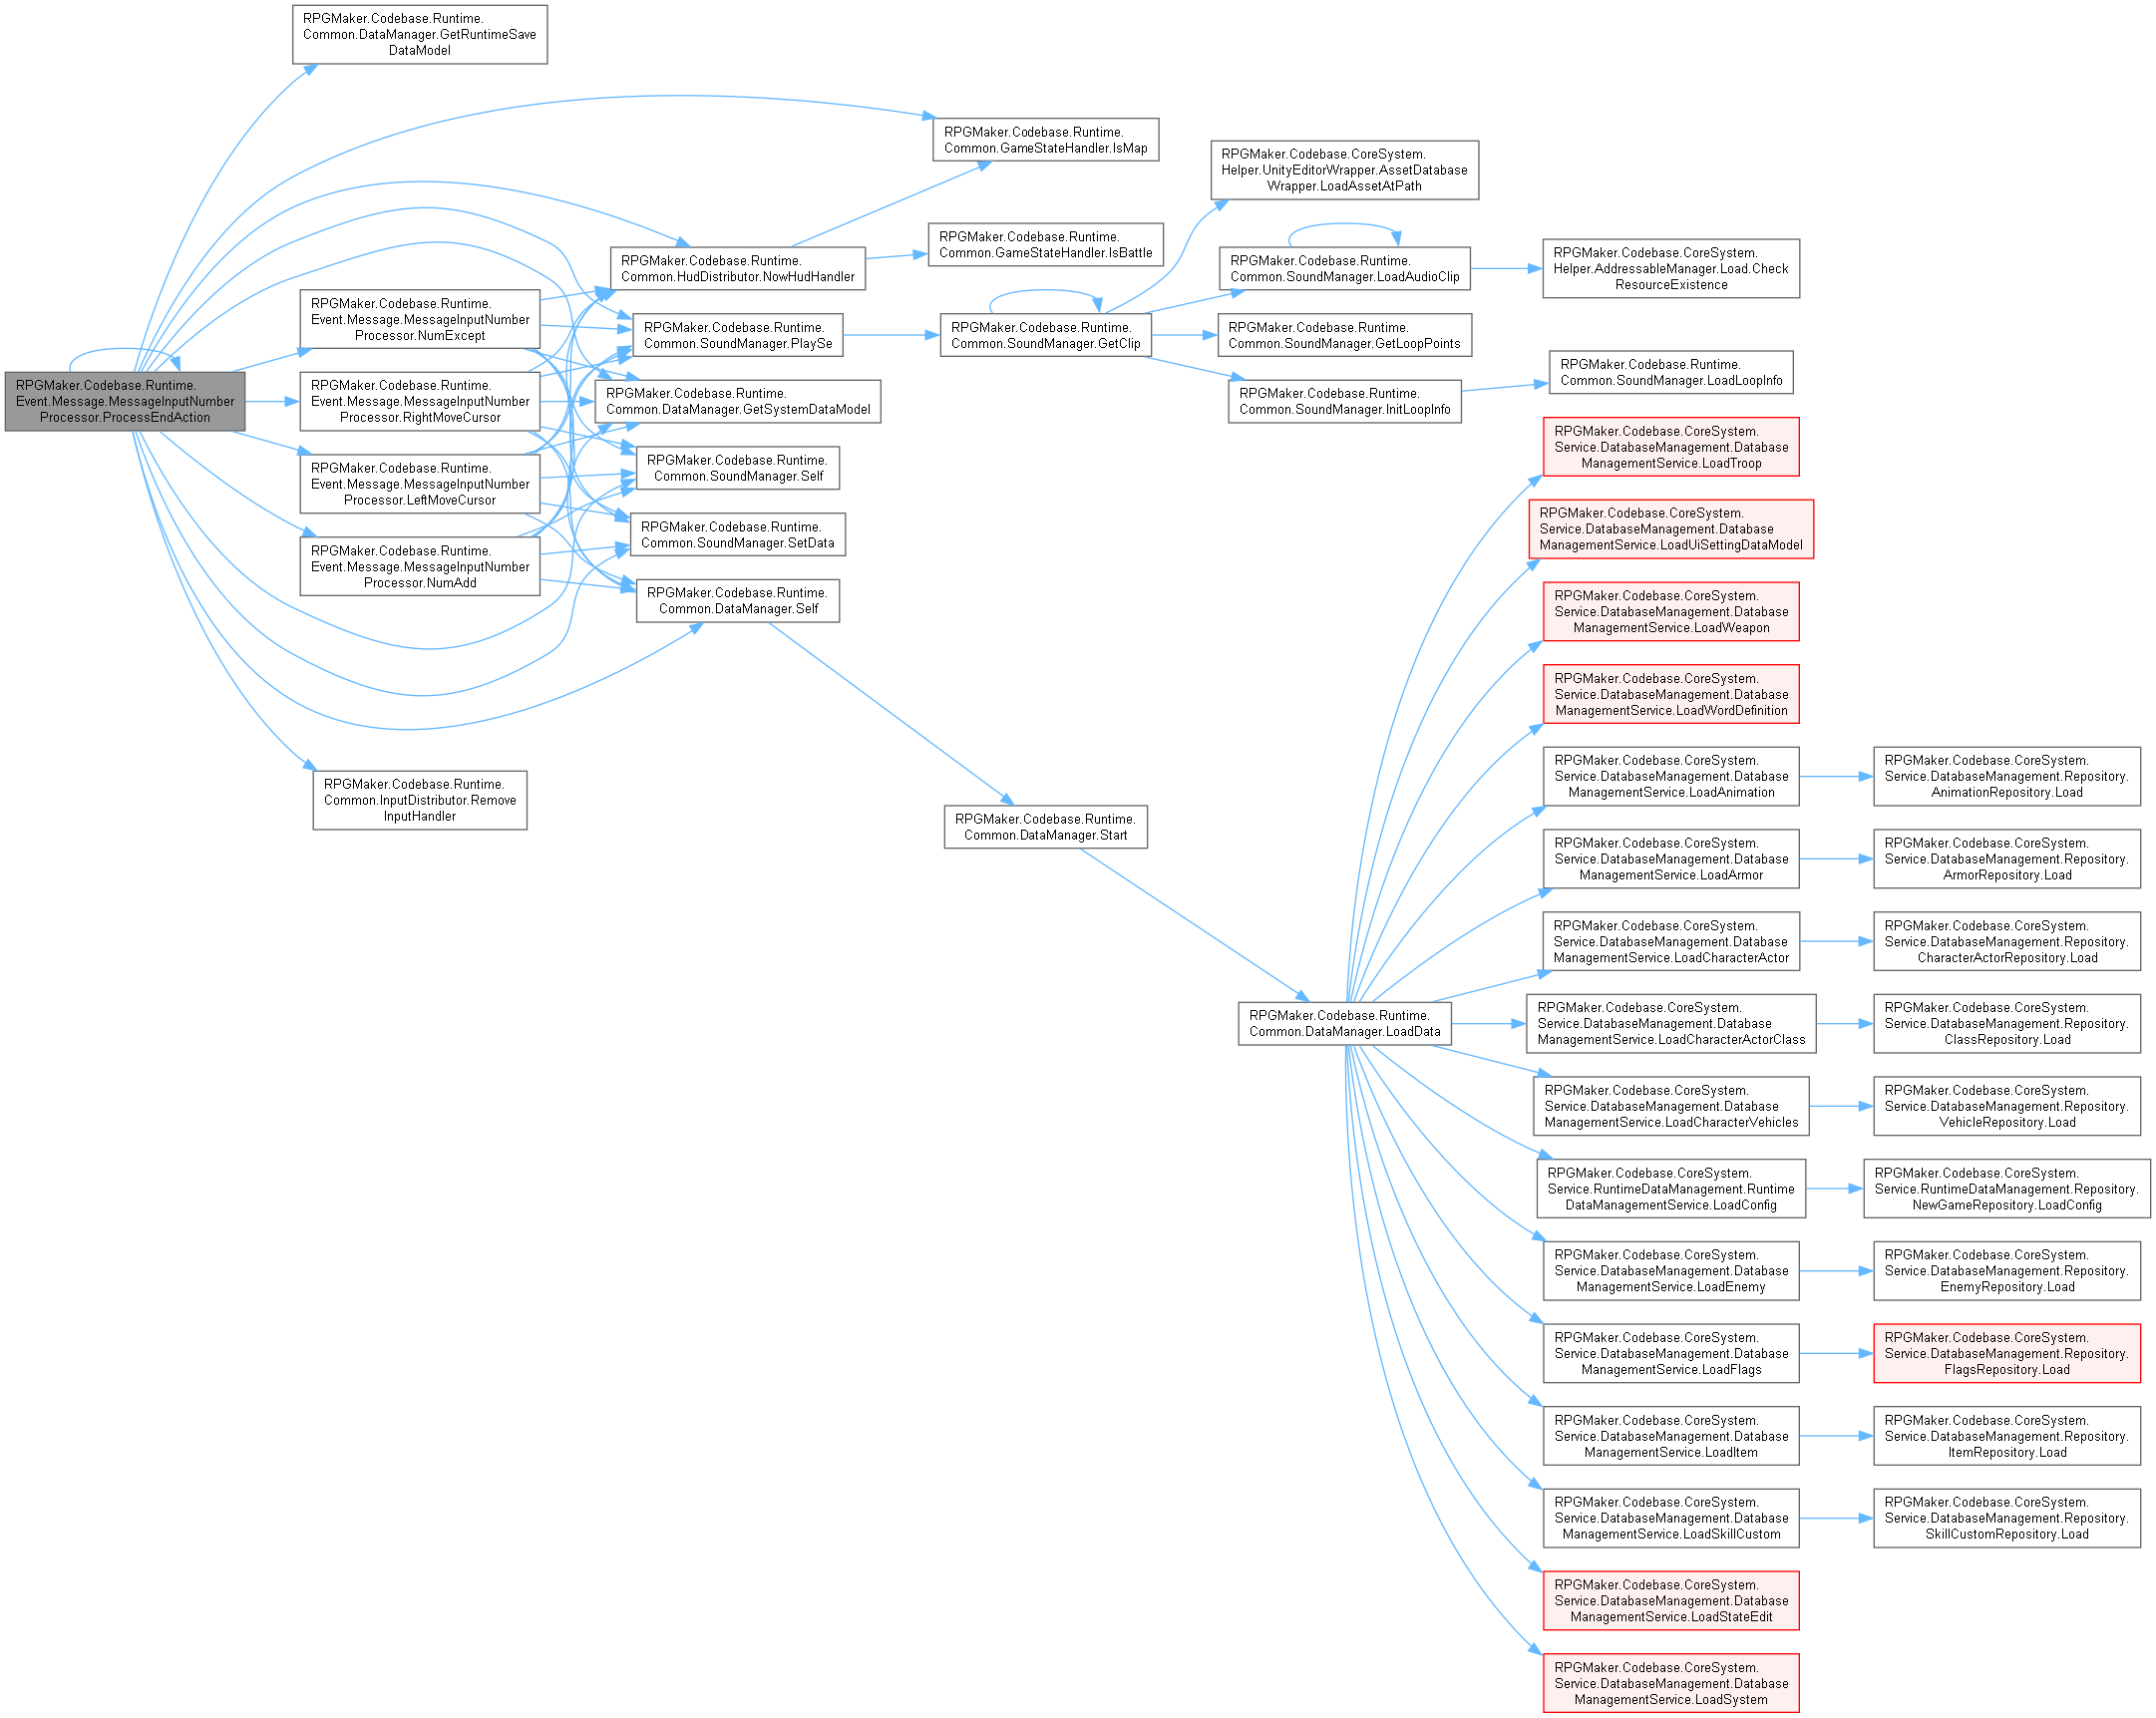 RPGMaker.Codebase.Runtime.
Common.DataManager.GetRuntimeSave
DataModel
RPGMaker.Codebase.Runtime.
Event.Message.MessageInputNumber
Processor.ProcessEndAction
RPGMaker.Codebase.Runtime.
Event.Message.MessageInputNumber
Processor.NumExcept
RPGMaker.Codebase.Runtime.
Event.Message.MessageInputNumber
Processor.RightMoveCursor
RPGMaker.Codebase.Runtime.
Event.Message.MessageInputNumber
Processor.LeftMoveCursor
RPGMaker.Codebase.Runtime.
Event.Message.MessageInputNumber
Processor.NumAdd
RPGMaker.Codebase.Runtime.
Common.InputDistributor.Remove
InputHandler
RPGMaker.Codebase.Runtime.
Common.HudDistributor.NowHudHandler
RPGMaker.Codebase.Runtime.
Common.SoundManager.PlaySe
RPGMaker.Codebase.Runtime.
Common.DataManager.GetSystemDataModel
RPGMaker.Codebase.Runtime.
Common.SoundManager.Self
RPGMaker.Codebase.Runtime.
Common.SoundManager.SetData
RPGMaker.Codebase.Runtime.
Common.DataManager.Self
RPGMaker.Codebase.Runtime.
Common.GameStateHandler.IsMap
RPGMaker.Codebase.Runtime.
Common.GameStateHandler.IsBattle
RPGMaker.Codebase.Runtime.
Common.SoundManager.GetClip
RPGMaker.Codebase.Runtime.
Common.DataManager.Start
RPGMaker.Codebase.CoreSystem.
Helper.UnityEditorWrapper.AssetDatabase
Wrapper.LoadAssetAtPath
RPGMaker.Codebase.Runtime.
Common.SoundManager.LoadAudioClip
RPGMaker.Codebase.Runtime.
Common.SoundManager.GetLoopPoints
RPGMaker.Codebase.Runtime.
Common.SoundManager.InitLoopInfo
RPGMaker.Codebase.Runtime.
Common.DataManager.LoadData
RPGMaker.Codebase.CoreSystem.
Helper.AddressableManager.Load.Check
ResourceExistence
RPGMaker.Codebase.Runtime.
Common.SoundManager.LoadLoopInfo
RPGMaker.Codebase.CoreSystem.
Service.DatabaseManagement.Database
ManagementService.LoadTroop
RPGMaker.Codebase.CoreSystem.
Service.DatabaseManagement.Database
ManagementService.LoadUiSettingDataModel
RPGMaker.Codebase.CoreSystem.
Service.DatabaseManagement.Database
ManagementService.LoadWeapon
RPGMaker.Codebase.CoreSystem.
Service.DatabaseManagement.Database
ManagementService.LoadWordDefinition
RPGMaker.Codebase.CoreSystem.
Service.DatabaseManagement.Database
ManagementService.LoadAnimation
RPGMaker.Codebase.CoreSystem.
Service.DatabaseManagement.Repository.
AnimationRepository.Load
RPGMaker.Codebase.CoreSystem.
Service.DatabaseManagement.Database
ManagementService.LoadArmor
RPGMaker.Codebase.CoreSystem.
Service.DatabaseManagement.Repository.
ArmorRepository.Load
RPGMaker.Codebase.CoreSystem.
Service.DatabaseManagement.Database
ManagementService.LoadCharacterActor
RPGMaker.Codebase.CoreSystem.
Service.DatabaseManagement.Repository.
CharacterActorRepository.Load
RPGMaker.Codebase.CoreSystem.
Service.DatabaseManagement.Database
ManagementService.LoadCharacterActorClass
RPGMaker.Codebase.CoreSystem.
Service.DatabaseManagement.Repository.
ClassRepository.Load
RPGMaker.Codebase.CoreSystem.
Service.DatabaseManagement.Database
ManagementService.LoadCharacterVehicles
RPGMaker.Codebase.CoreSystem.
Service.DatabaseManagement.Repository.
VehicleRepository.Load
RPGMaker.Codebase.CoreSystem.
Service.RuntimeDataManagement.Runtime
DataManagementService.LoadConfig
RPGMaker.Codebase.CoreSystem.
Service.RuntimeDataManagement.Repository.
NewGameRepository.LoadConfig
RPGMaker.Codebase.CoreSystem.
Service.DatabaseManagement.Database
ManagementService.LoadEnemy
RPGMaker.Codebase.CoreSystem.
Service.DatabaseManagement.Repository.
EnemyRepository.Load
RPGMaker.Codebase.CoreSystem.
Service.DatabaseManagement.Database
ManagementService.LoadFlags
RPGMaker.Codebase.CoreSystem.
Service.DatabaseManagement.Repository.
FlagsRepository.Load
RPGMaker.Codebase.CoreSystem.
Service.DatabaseManagement.Database
ManagementService.LoadItem
RPGMaker.Codebase.CoreSystem.
Service.DatabaseManagement.Repository.
ItemRepository.Load
RPGMaker.Codebase.CoreSystem.
Service.DatabaseManagement.Database
ManagementService.LoadSkillCustom
RPGMaker.Codebase.CoreSystem.
Service.DatabaseManagement.Repository.
SkillCustomRepository.Load
RPGMaker.Codebase.CoreSystem.
Service.DatabaseManagement.Database
ManagementService.LoadStateEdit
RPGMaker.Codebase.CoreSystem.
Service.DatabaseManagement.Database
ManagementService.LoadSystem